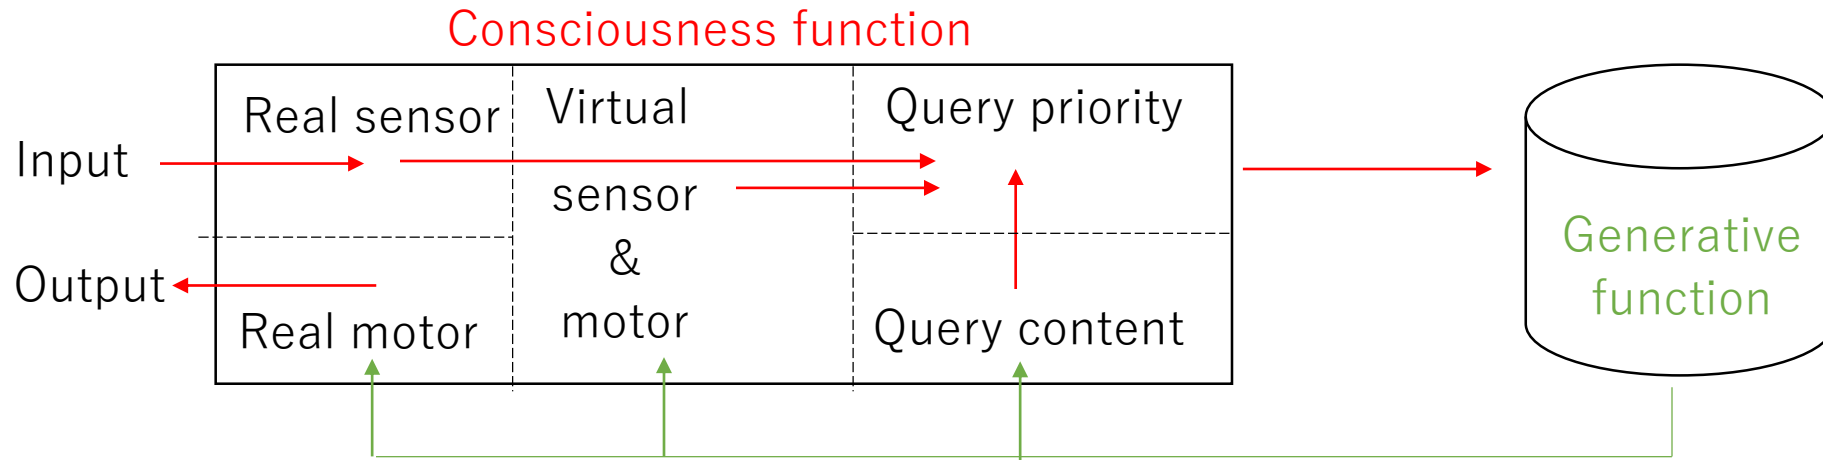 Consciousness function
Input
Output
Real sensor
Real motor
Virtual
sensor
&
motor
Query priority
Query content
Generative
function